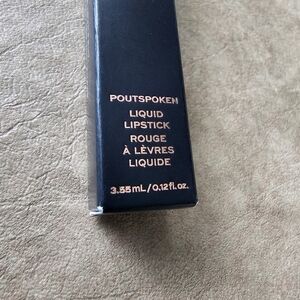 POUTSPOKEN
LIQUID
LIPSTICK
ROUGE
À LÈVRES
LIQUIDE
3.55mL/0.12fl.oz.